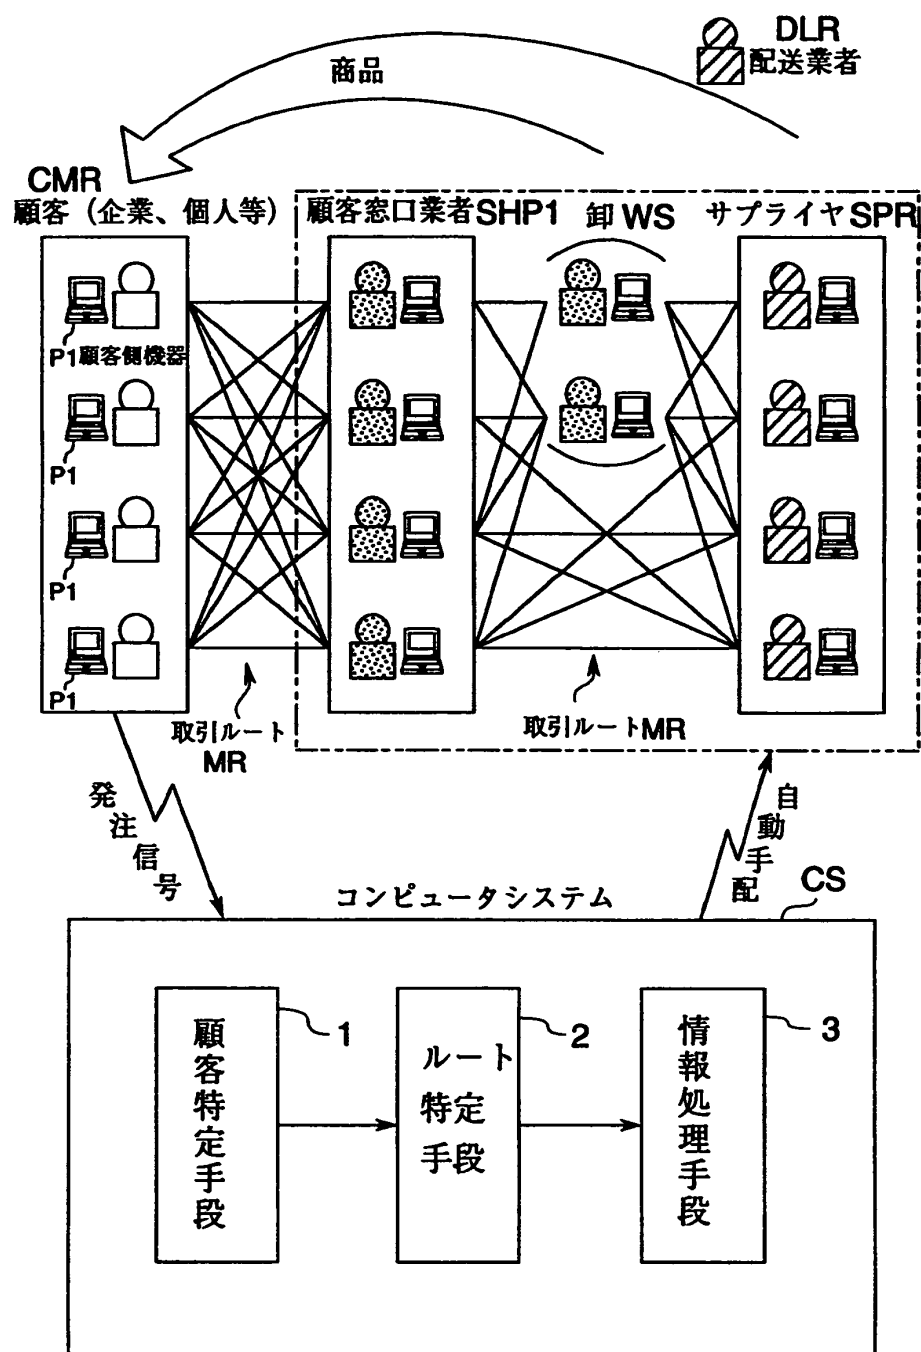 DLR
配送業者
商品
CMR
顧客（企業、個人等）
顧客窓口業者SHP1
卸WS
サプライヤSPR
P1顧客側機器
P1
P1
P1
取引ルート
MR
取引ルートMR
発注信号
自動手配
コンピュータシステム
CS
顧客特定手段
1
ルート
特定
手段
2
情報処理手段
3